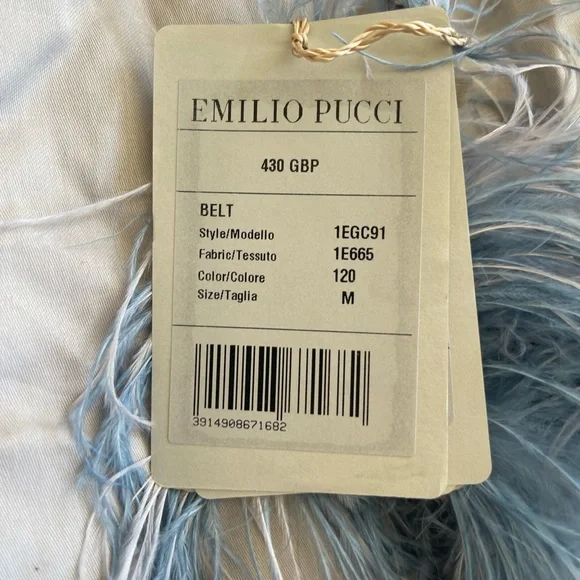 EMILIO PUCCI
430 GBP
BELT
Style/Modello 1EGC91
Fabric/Tessuto 1E665
Color/Colore 120
Size/Taglia M
3914908671682